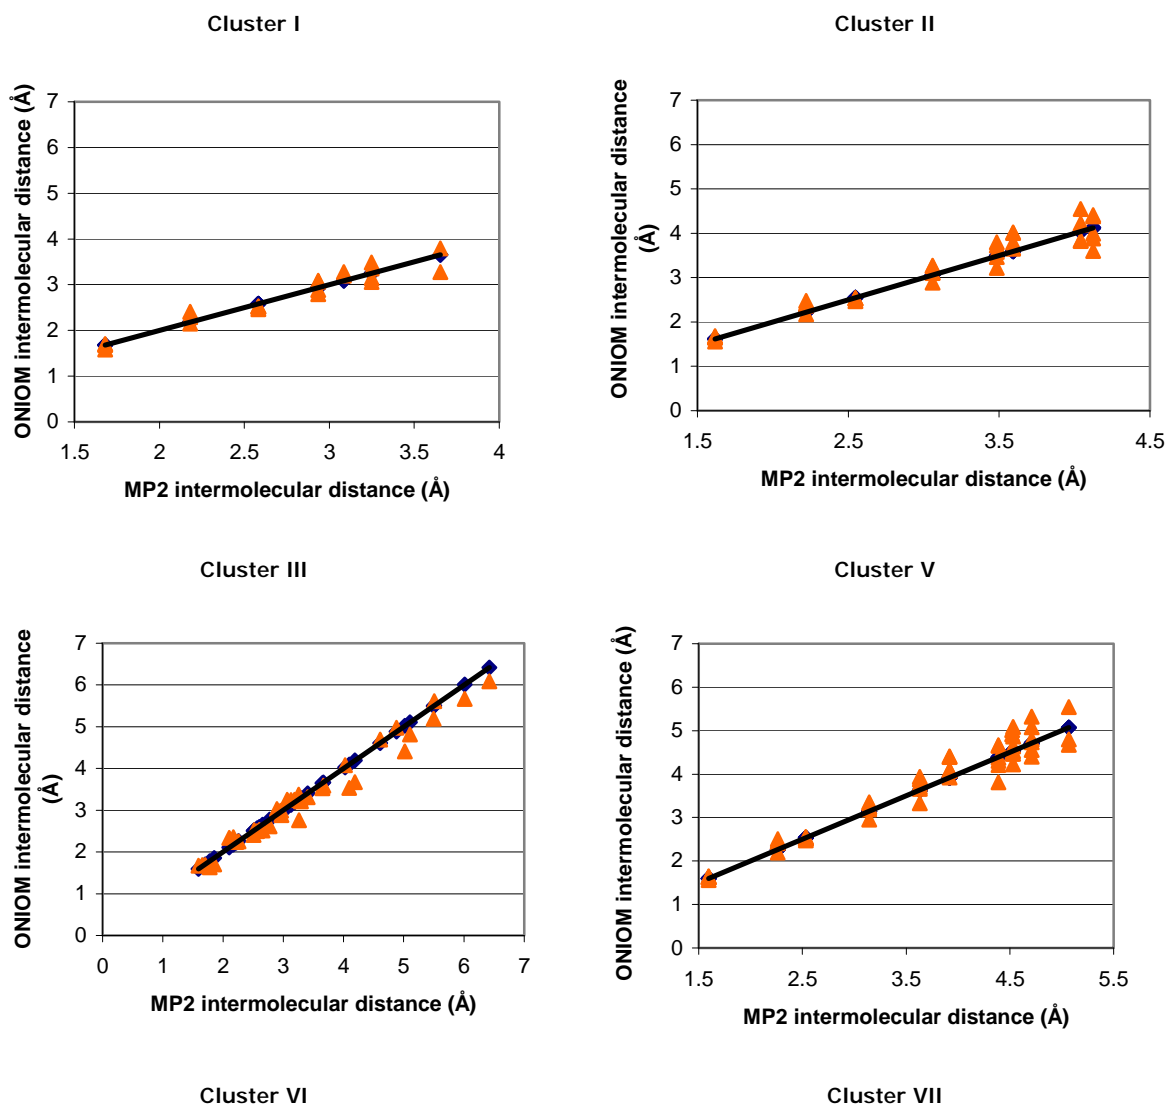 Cluster I
ONIOM intermolecular distance (Å)
7
6
5
4
3
2
1
0
1.5 2 2.5 3 3.5 4
MP2 intermolecular distance (Å)
Cluster II
ONIOM intermolecular distance
(Å)
7
6
5
4
3
2
1
0
1.5 2.5 3.5 4.5
MP2 intermolecular distance (Å)
Cluster III
ONIOM intermolecular distance
(Å)
7
6
5
4
3
2
1
0
0 1 2 3 4 5 6 7
MP2 intermolecular distance (Å)
Cluster V
ONIOM intermolecular distance (Å)
7
6
5
4
3
2
1
0
1.5 2.5 3.5 4.5 5.5
MP2 intermolecular distance (Å)
Cluster VI
Cluster VII